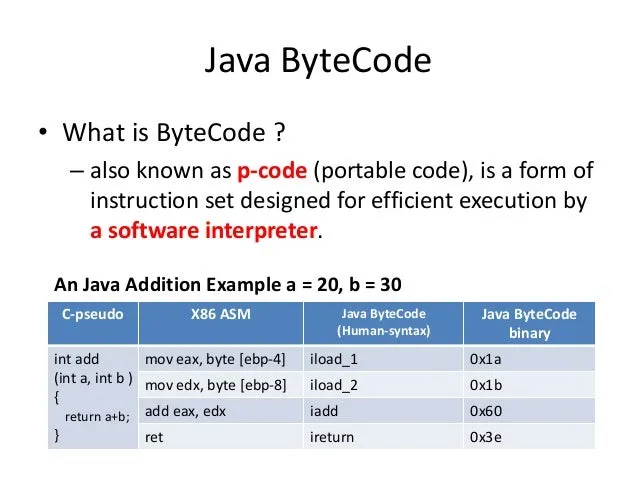 Java ByteCode
• What is ByteCode ?
– also known as p-code (portable code), is a form of
instruction set designed for efficient execution by
a software interpreter.
An Java Addition Example a = 20, b = 30
C-pseudo X86 ASM Java ByteCode (Human-syntax) Java ByteCode binary
int add
(int a, int b )
{
return a+b;
}
mov eax, byte [ebp-4] iload_1 0x1a
mov edx, byte [ebp-8] iload_2 0x1b
add eax, edx iadd 0x60
ret ireturn 0x3e